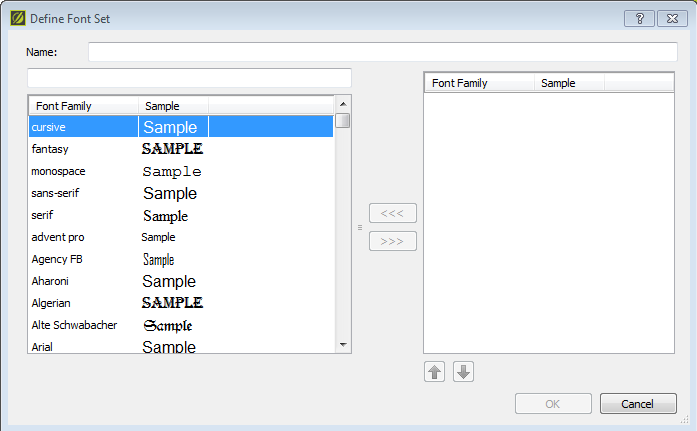 Define Font Set
?
Name:
Font Family Sample
cursive Sample
fantasy SAMPLE
monospace Sample
sans-serif Sample
serif Sample
advent pro Sample
Agency FB Sample
Aharoni Sample
Algerian SAMPLE
Alte Schwabacher Sample
Arial Sample
<<<
>>>
Font Family Sample
OK Cancel